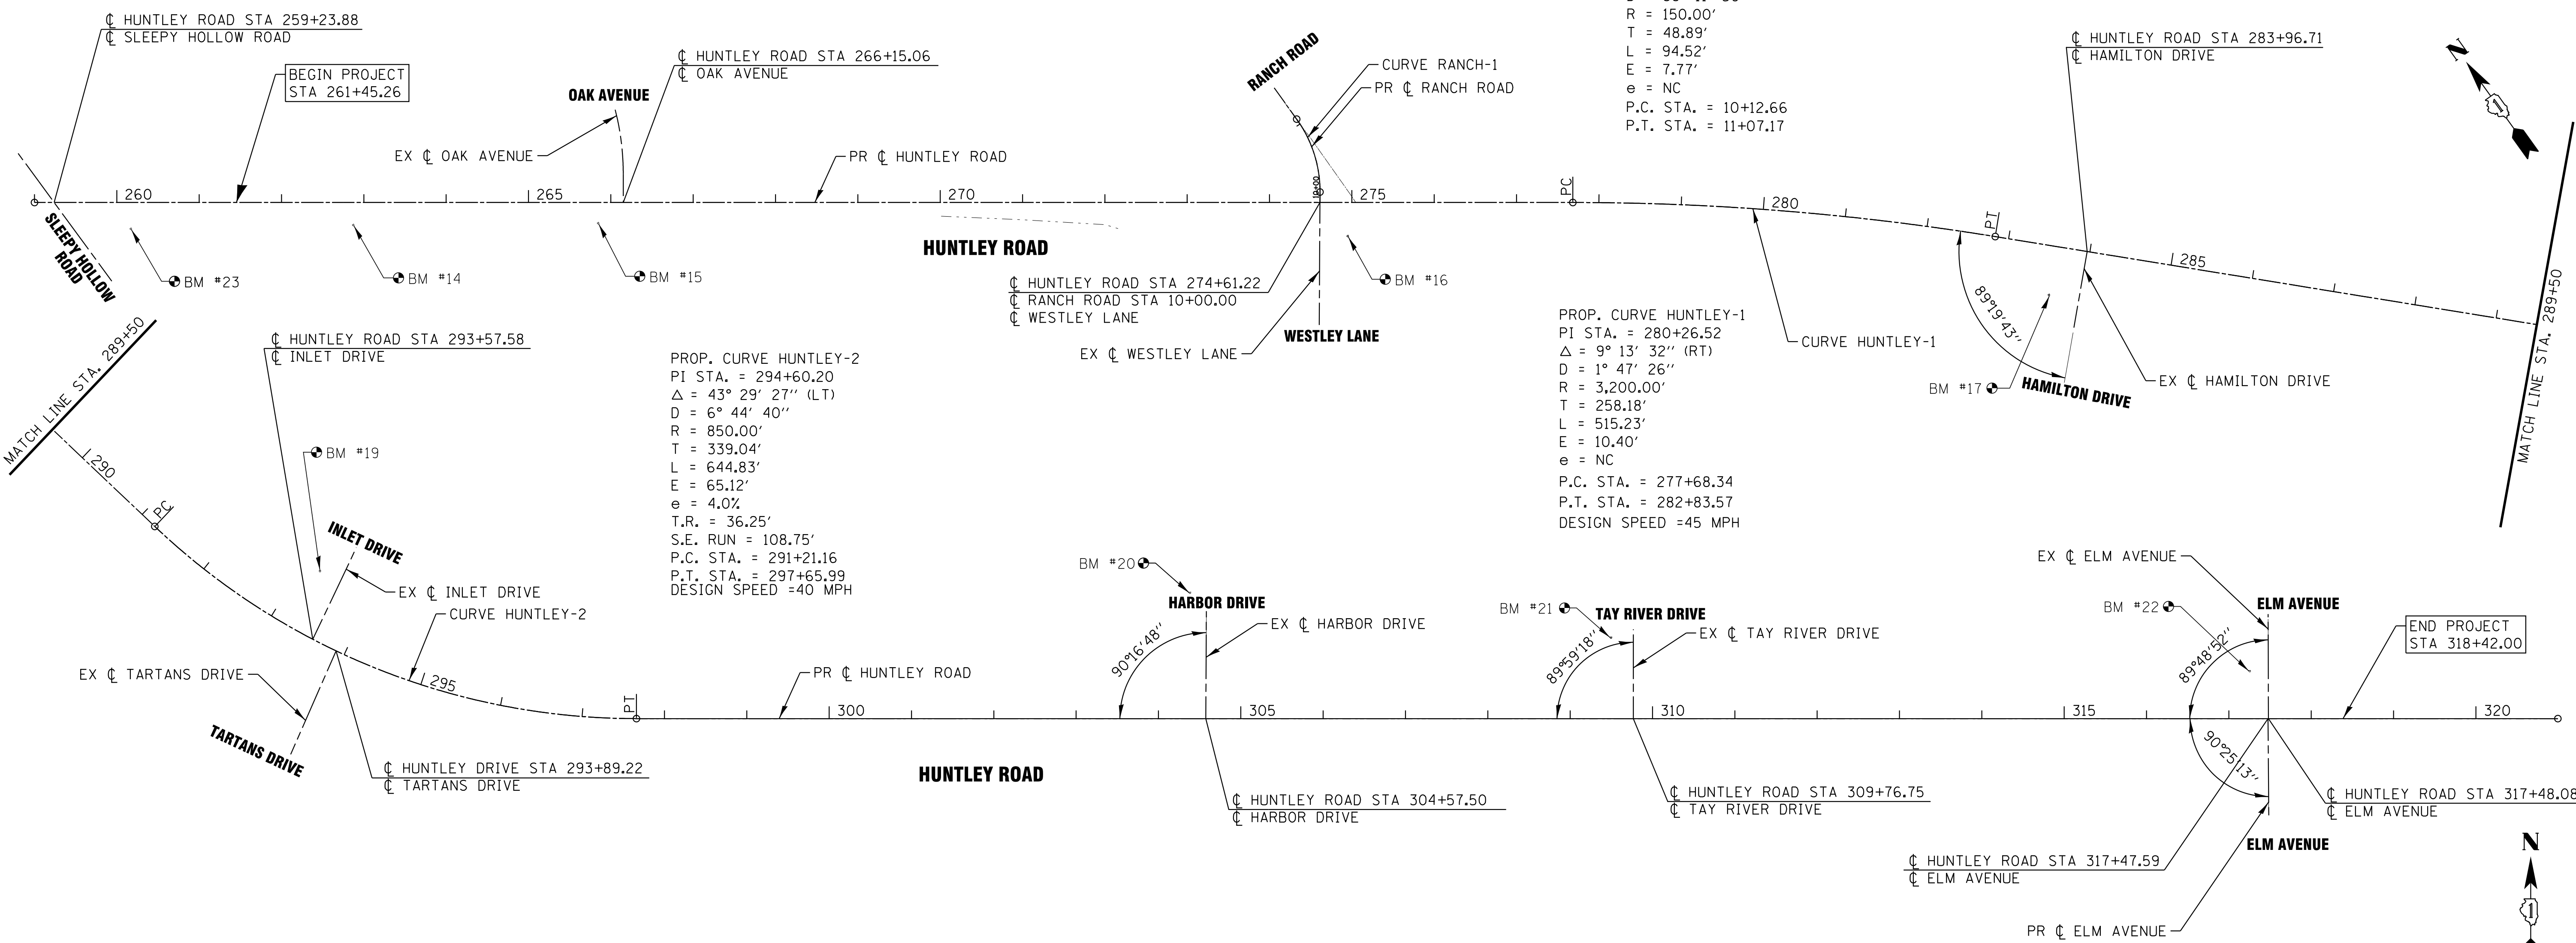 ℄ HUNTLEY ROAD STA 259+23.88
℄ SLEEPY HOLLOW ROAD
BEGIN PROJECT
STA 261+45.26
OAK AVENUE
EX ℄ OAK AVENUE
℄ HUNTLEY ROAD STA 266+15.06
℄ OAK AVENUE
PR ℄ HUNTLEY ROAD
RANCH ROAD
CURVE RANCH-1
PR ℄ RANCH ROAD
R = 150.00'
T = 48.89'
L = 94.52'
E = 7.77'
e = NC
P.C. STA. = 10+12.66
P.T. STA. = 11+07.17
℄ HUNTLEY ROAD STA 283+96.71
℄ HAMILTON DRIVE
N
1
260
265
270
10+00
275
PC
280
PT
285
SLEEPY HOLLOW
ROAD
BM #23
BM #14
BM #15
HUNTLEY ROAD
℄ HUNTLEY ROAD STA 274+61.22
℄ RANCH ROAD STA 10+00.00
℄ WESTLEY LANE
BM #16
EX ℄ WESTLEY LANE
WESTLEY LANE
PROP. CURVE HUNTLEY-1
PI STA. = 280+26.52
△ = 9° 13' 32'' (RT)
D = 1° 47' 26''
R = 3,200.00'
T = 258.18'
L = 515.23'
E = 10.40'
e = NC
P.C. STA. = 277+68.34
P.T. STA. = 282+83.57
DESIGN SPEED =45 MPH
CURVE HUNTLEY-1
89°19'43''
BM #17
HAMILTON DRIVE
EX ℄ HAMILTON DRIVE
MATCH LINE STA. 289+50
MATCH LINE STA. 289+50
℄ HUNTLEY ROAD STA 293+57.58
℄ INLET DRIVE
PROP. CURVE HUNTLEY-2
PI STA. = 294+60.20
△ = 43° 29' 27'' (LT)
D = 6° 44' 40''
R = 850.00'
T = 339.04'
L = 644.83'
E = 65.12'
e = 4.0%
T.R. = 36.25'
S.E. RUN = 108.75'
P.C. STA. = 291+21.16
P.T. STA. = 297+65.99
DESIGN SPEED =40 MPH
290
PC
BM #19
INLET DRIVE
EX ℄ INLET DRIVE
CURVE HUNTLEY-2
EX ℄ TARTANS DRIVE
TARTANS DRIVE
295
PT
℄ HUNTLEY DRIVE STA 293+89.22
℄ TARTANS DRIVE
PR ℄ HUNTLEY ROAD
300
HUNTLEY ROAD
BM #20
HARBOR DRIVE
90°16'48''
EX ℄ HARBOR DRIVE
305
℄ HUNTLEY ROAD STA 304+57.50
℄ HARBOR DRIVE
BM #21
TAY RIVER DRIVE
89°59'18''
EX ℄ TAY RIVER DRIVE
310
℄ HUNTLEY ROAD STA 309+76.75
℄ TAY RIVER DRIVE
EX ℄ ELM AVENUE
BM #22
ELM AVENUE
89°48'52''
END PROJECT
STA 318+42.00
315
320
90°25'13''
℄ HUNTLEY ROAD STA 317+48.08
℄ ELM AVENUE
ELM AVENUE
℄ HUNTLEY ROAD STA 317+47.59
℄ ELM AVENUE
PR ℄ ELM AVENUE
N
1